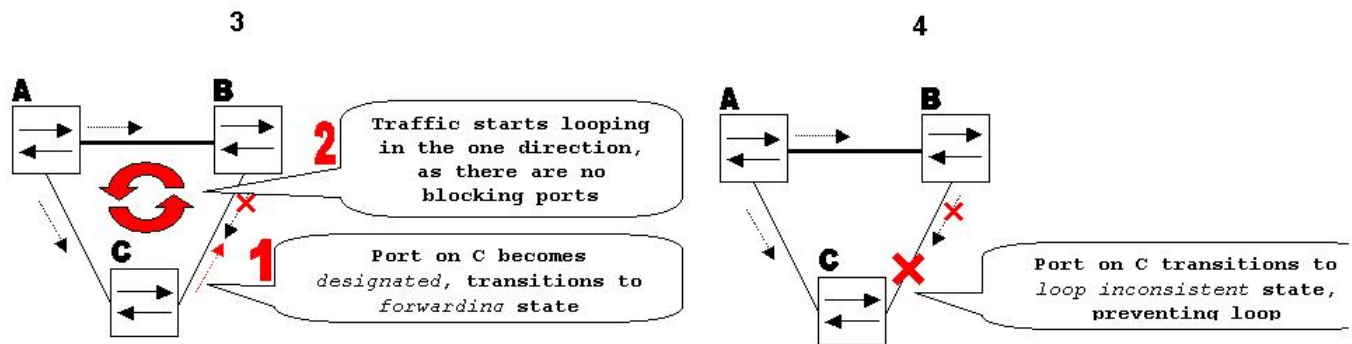 3
A
B
2
Traffic starts looping
in the one direction,
as there are no
blocking ports
C
1
Port on C becomes
designated, transitions to
forwarding state
4
A
B
C
Port on C transitions to
loop inconsistent state,
preventing loop